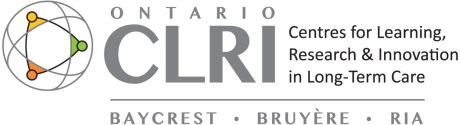 ONTARIO
CLRI
Centres for Learning,
Research & Innovation
in Long-Term Care
BAYCREST • BRUYÈRE • RIA